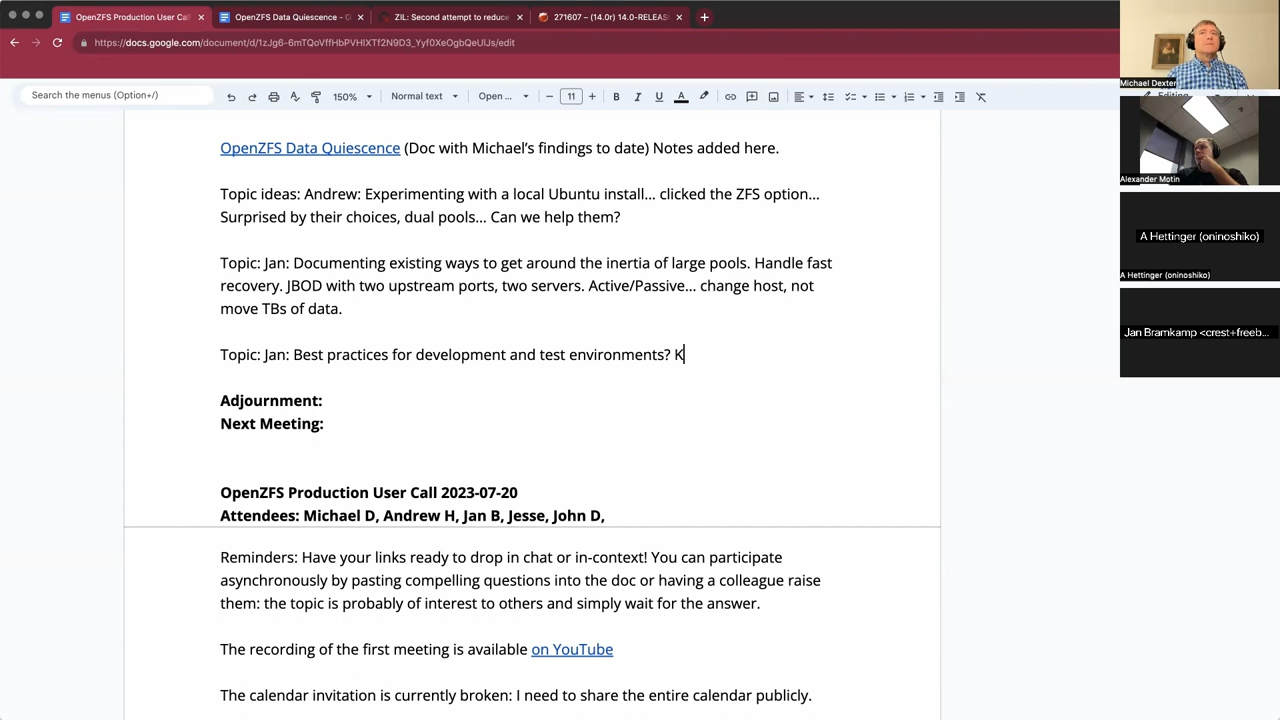 OpenZFS Production User Cal
OpenZFS Data Quiescence - G
ZIL: Second attempt to reduce
271607 – (14.0r) 14.0-RELEAS
https://docs.google.com/document/d/1zJg6-6mTQoVffHbPVHIXTf2N9D3_Yyf0XeOgbQeUlJs/edit
Search the menus (Option+/)
150%
Normal text
Open ...
11
B I U A
Editing
OpenZFS Data Quiescence (Doc with Michael’s findings to date) Notes added here.
Topic ideas: Andrew: Experimenting with a local Ubuntu install… clicked the ZFS option…
Surprised by their choices, dual pools… Can we help them?
Topic: Jan: Documenting existing ways to get around the inertia of large pools. Handle fast
recovery. JBOD with two upstream ports, two servers. Active/Passive… change host, not
move TBs of data.
Topic: Jan: Best practices for development and test environments? K
Adjournment:
Next Meeting:
OpenZFS Production User Call 2023-07-20
Attendees: Michael D, Andrew H, Jan B, Jesse, John D,
Reminders: Have your links ready to drop in chat or in-context! You can participate
asynchronously by pasting compelling questions into the doc or having a colleague raise
them: the topic is probably of interest to others and simply wait for the answer.
The recording of the first meeting is available on YouTube
The calendar invitation is currently broken: I need to share the entire calendar publicly.
Michael Dexter
Alexander Motin
A Hettinger (oninoshiko)
A Hettinger (oninoshiko)
Jan Bramkamp <crest+freeb...